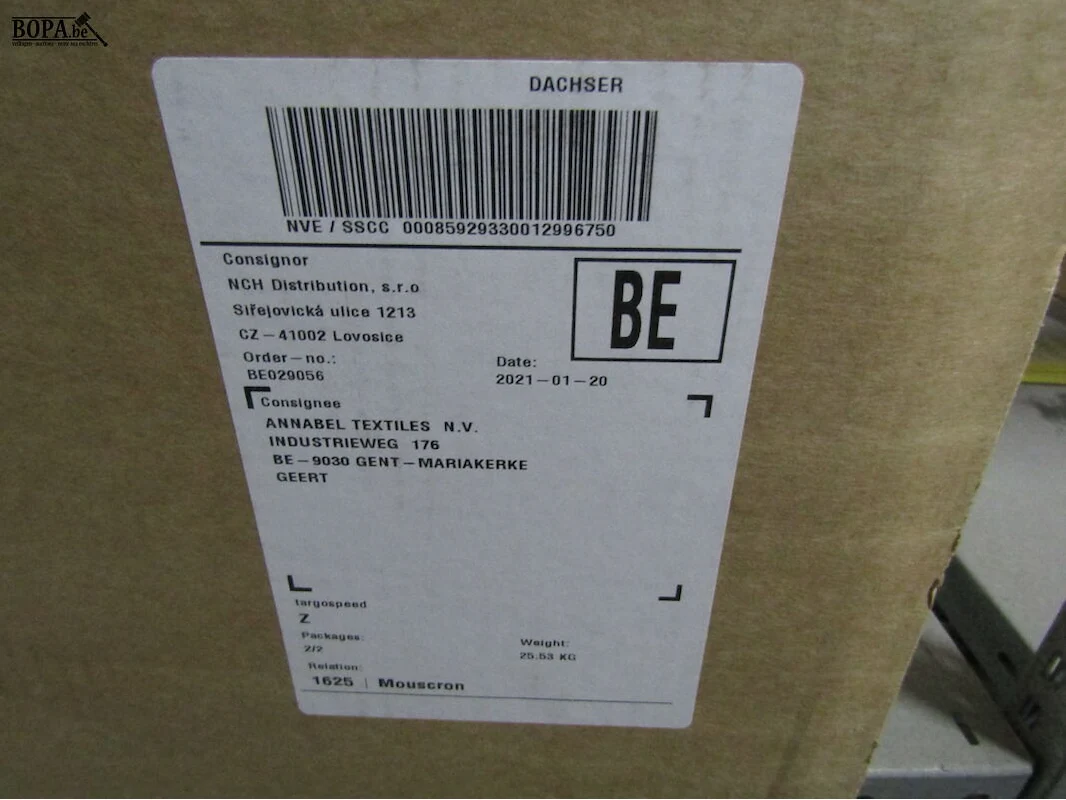 BOPA.be
DACHSER
NVE / SSCC 00085929330012996750
Consignor
NCH Distribution, s.r.o
Siřejovická ulice 1213
CZ – 41002 Lovosice
BE
Order – no.:
BE029056
Date:
2021 – 01 – 20
Consignee
ANNABEL TEXTILES N.V.
INDUSTRIEWEG 176
BE – 9030 GENT – MARIAKERKE
GEERT
targospeed
Z
Packages:
2/2
Weight:
25.53 KG
Relation:
1625 | Mouscron